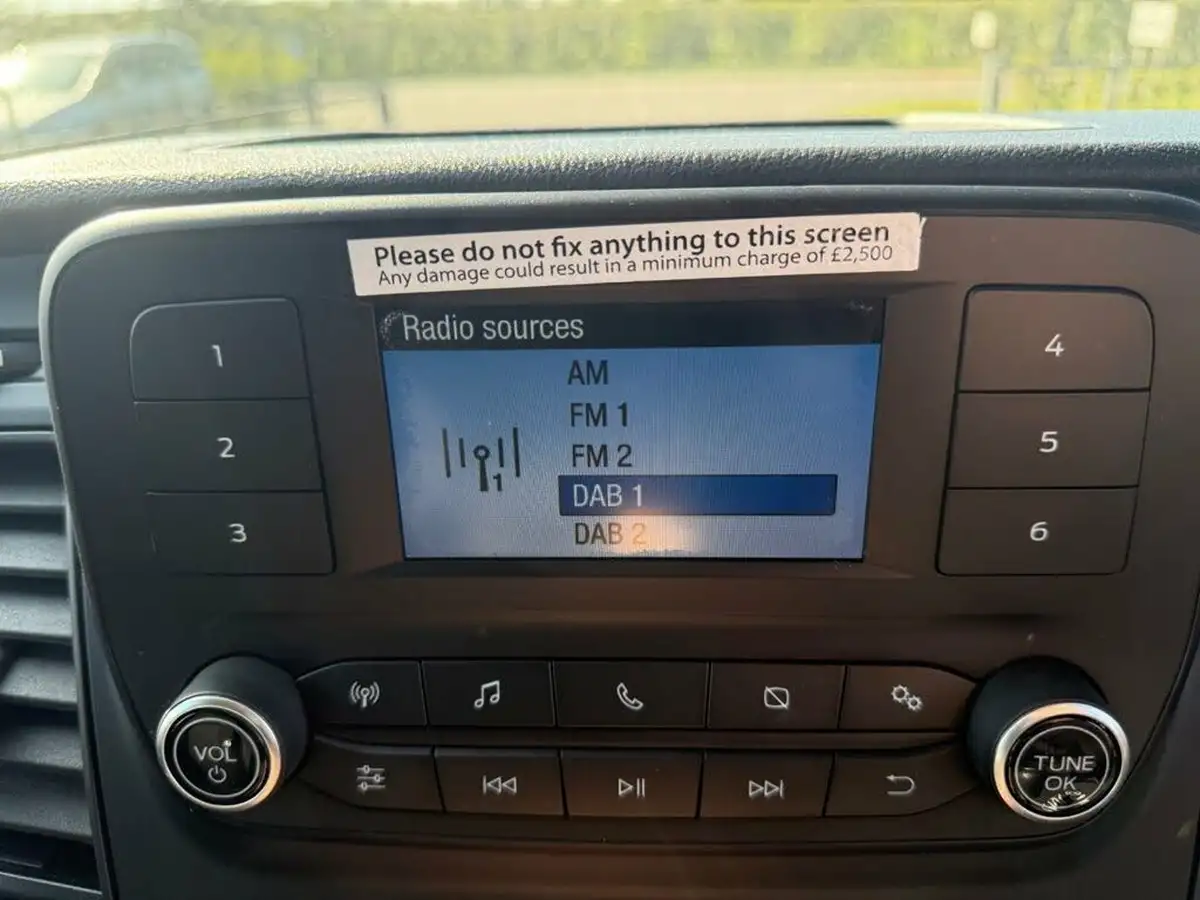 Please do not fix anything to this screen
Any damage could result in a minimum charge of £2,500
Radio sources
AM
FM 1
FM 2
DAB 1
DAB 2
1
1
2
3
4
5
6
VOL
TUNE
OK